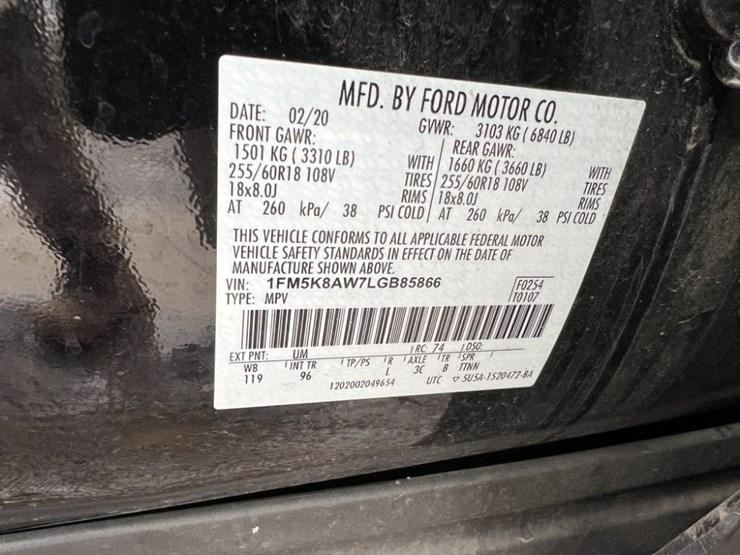 MFD. BY FORD MOTOR CO.
DATE: 02/20 GVWR: 3103 KG ( 6840 LB)
FRONT GAWR: REAR GAWR:
1501 KG ( 3310 LB) WITH 1660 KG ( 3660 LB) WITH
255/60R18 108V TIRES 255/60R18 108V TIRES
18x8.0J RIMS 18x8.0J RIMS
AT 260 kPa/ 38 PSI COLD AT 260 kPa/ 38 PSI COLD
THIS VEHICLE CONFORMS TO ALL APPLICABLE FEDERAL MOTOR
VEHICLE SAFETY STANDARDS IN EFFECT ON THE DATE OF
MANUFACTURE SHOWN ABOVE.
VIN: 1FM5K8AW7LGB85866 F0254
TYPE: MPV T0107
EXT PNT: UM RC: 74 DSO:
WB INT TR TP/PS R AXLE TR SPR
119 96 L 3C B TTNN
1202002049654 UTC ▽ 5USA-1520472-BA